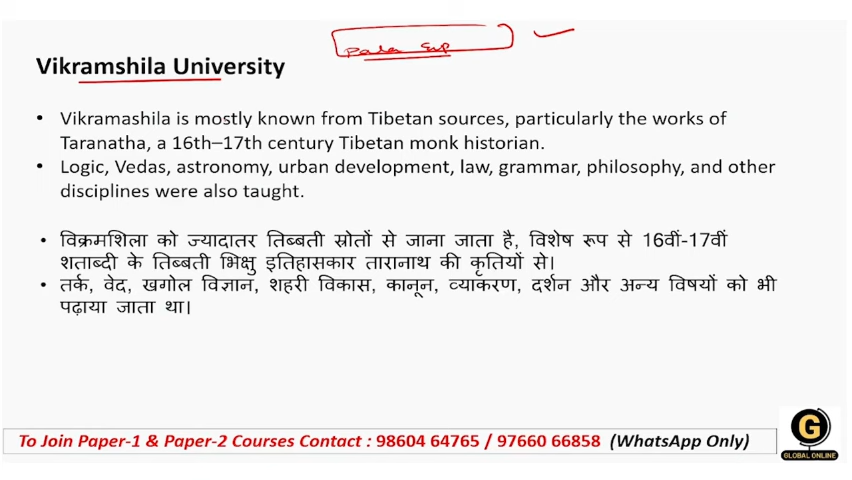 Pala Emp
Vikramshila University
• Vikramashila is mostly known from Tibetan sources, particularly the works of
Taranatha, a 16th–17th century Tibetan monk historian.
• Logic, Vedas, astronomy, urban development, law, grammar, philosophy, and other
disciplines were also taught.
• विक्रमशिला को ज्यादातर तिब्बती स्रोतों से जाना जाता है, विशेष रूप से 16वीं-17वीं
शताब्दी के तिब्बती भिक्षु इतिहासकार तारानाथ की कृतियों से।
• तर्क, वेद, खगोल विज्ञान, शहरी विकास, कानून, व्याकरण, दर्शन और अन्य विषयों को भी
पढ़ाया जाता था।
To Join Paper-1 & Paper-2 Courses Contact : 98604 64765 / 97660 66858 (WhatsApp Only)
G
GLOBAL ONLINE